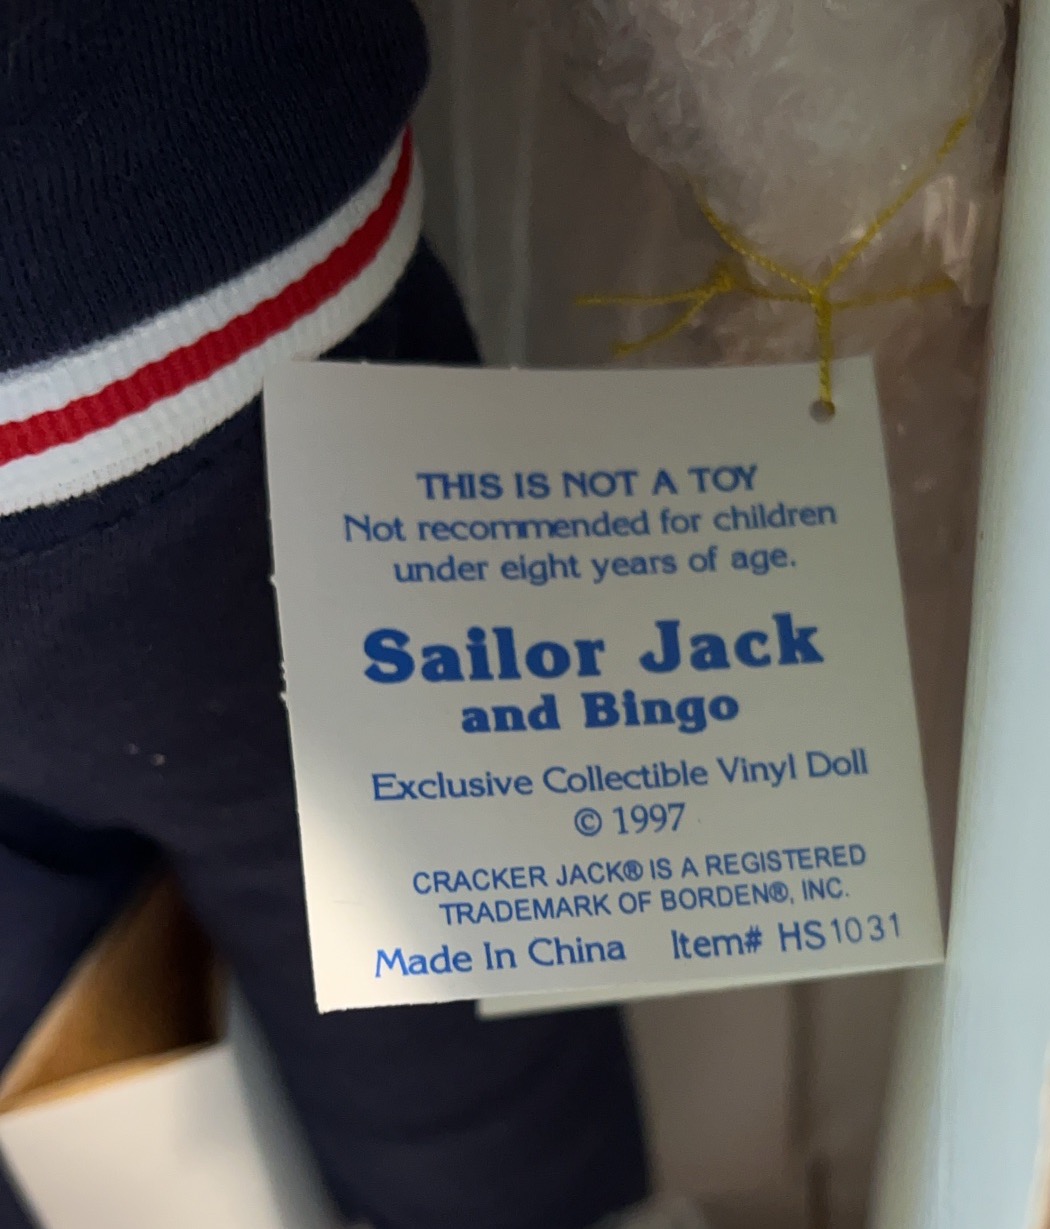 THIS IS NOT A TOY
Not recommended for children
under eight years of age.
Sailor Jack
and Bingo
Exclusive Collectible Vinyl Doll
© 1997
CRACKER JACK® IS A REGISTERED
TRADEMARK OF BORDEN®, INC.
Made In China Item# HS1031